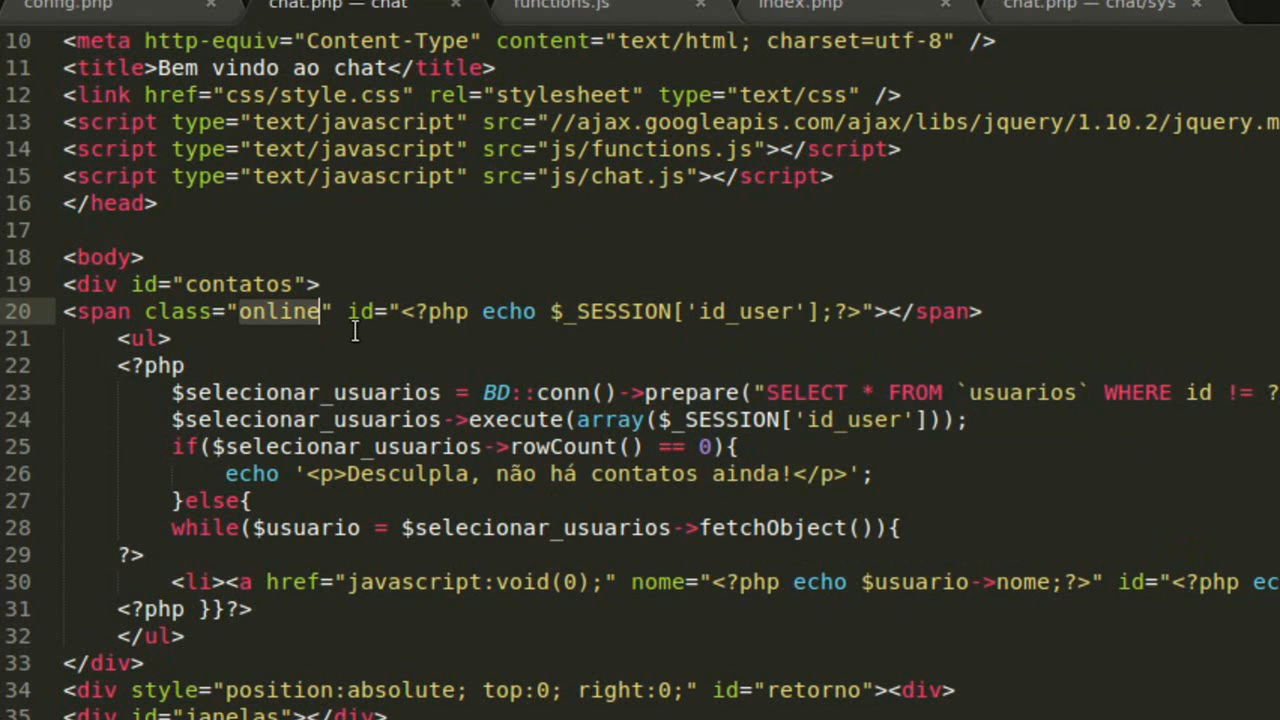 config.php × chat.php — chat × functions.js × index.php × chat.php — chat/sys ×
10 <meta http-equiv="Content-Type" content="text/html; charset=utf-8" />
11 <title>Bem vindo ao chat</title>
12 <link href="css/style.css" rel="stylesheet" type="text/css" />
13 <script type="text/javascript" src="//ajax.googleapis.com/ajax/libs/jquery/1.10.2/jquery.m
14 <script type="text/javascript" src="js/functions.js"></script>
15 <script type="text/javascript" src="js/chat.js"></script>
16 </head>
17
18 <body>
19 <div id="contatos">
20 <span class="online" id="<?php echo $_SESSION['id_user'];?>"></span>
21 <ul>
22 <?php
23 $selecionar_usuarios = BD::conn()->prepare("SELECT * FROM `usuarios` WHERE id != ?
24 $selecionar_usuarios->execute(array($_SESSION['id_user']));
25 if($selecionar_usuarios->rowCount() == 0){
26 echo '<p>Desculpla, não há contatos ainda!</p>';
27 }else{
28 while($usuario = $selecionar_usuarios->fetchObject()){
29 ?>
30 <li><a href="javascript:void(0);" nome="<?php echo $usuario->nome;?>" id="<?php ec
31 <?php }}?>
32 </ul>
33 </div>
34 <div style="position:absolute; top:0; right:0;" id="retorno"><div>
35 <div id="janelas"></div>